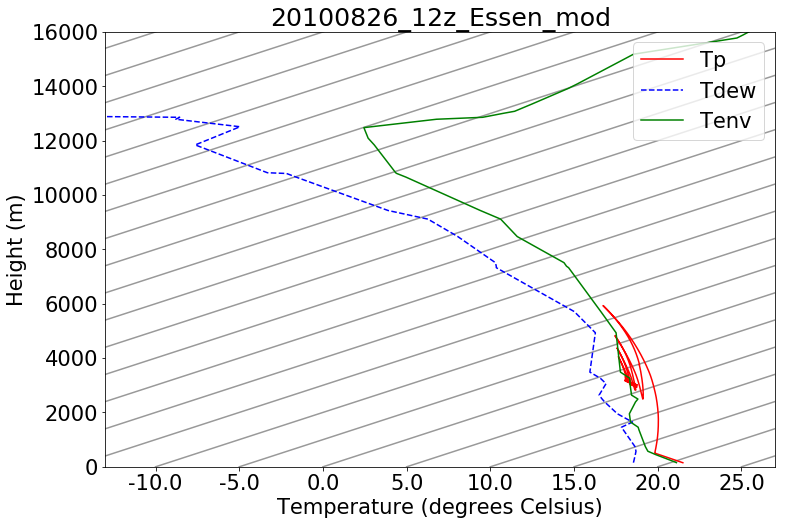 20100826_12z_Essen_mod
16000
14000
12000
10000
8000
6000
4000
2000
0
Height (m)
Tp
Tdew
Tenv
-10.0 -5.0 0.0 5.0 10.0 15.0 20.0 25.0
Temperature (degrees Celsius)